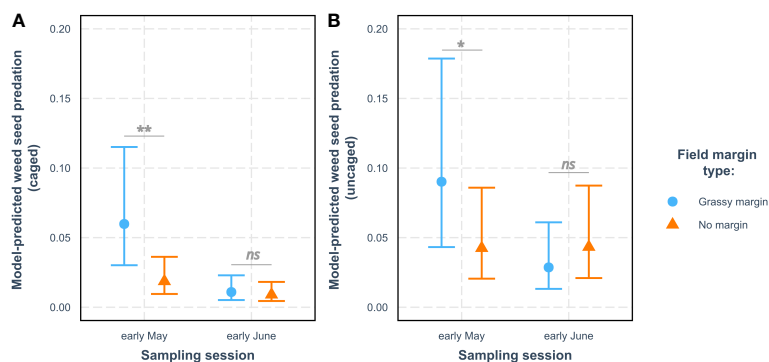 A
Model-predicted weed seed predation
(caged)
0.20
0.15
0.10
0.05
0.00
**
ns
early May
early June
Sampling session
B
Model-predicted weed seed predation
(uncaged)
0.20
0.15
0.10
0.05
0.00
*
ns
early May
early June
Sampling session
Field margin
type:
Grassy margin
No margin